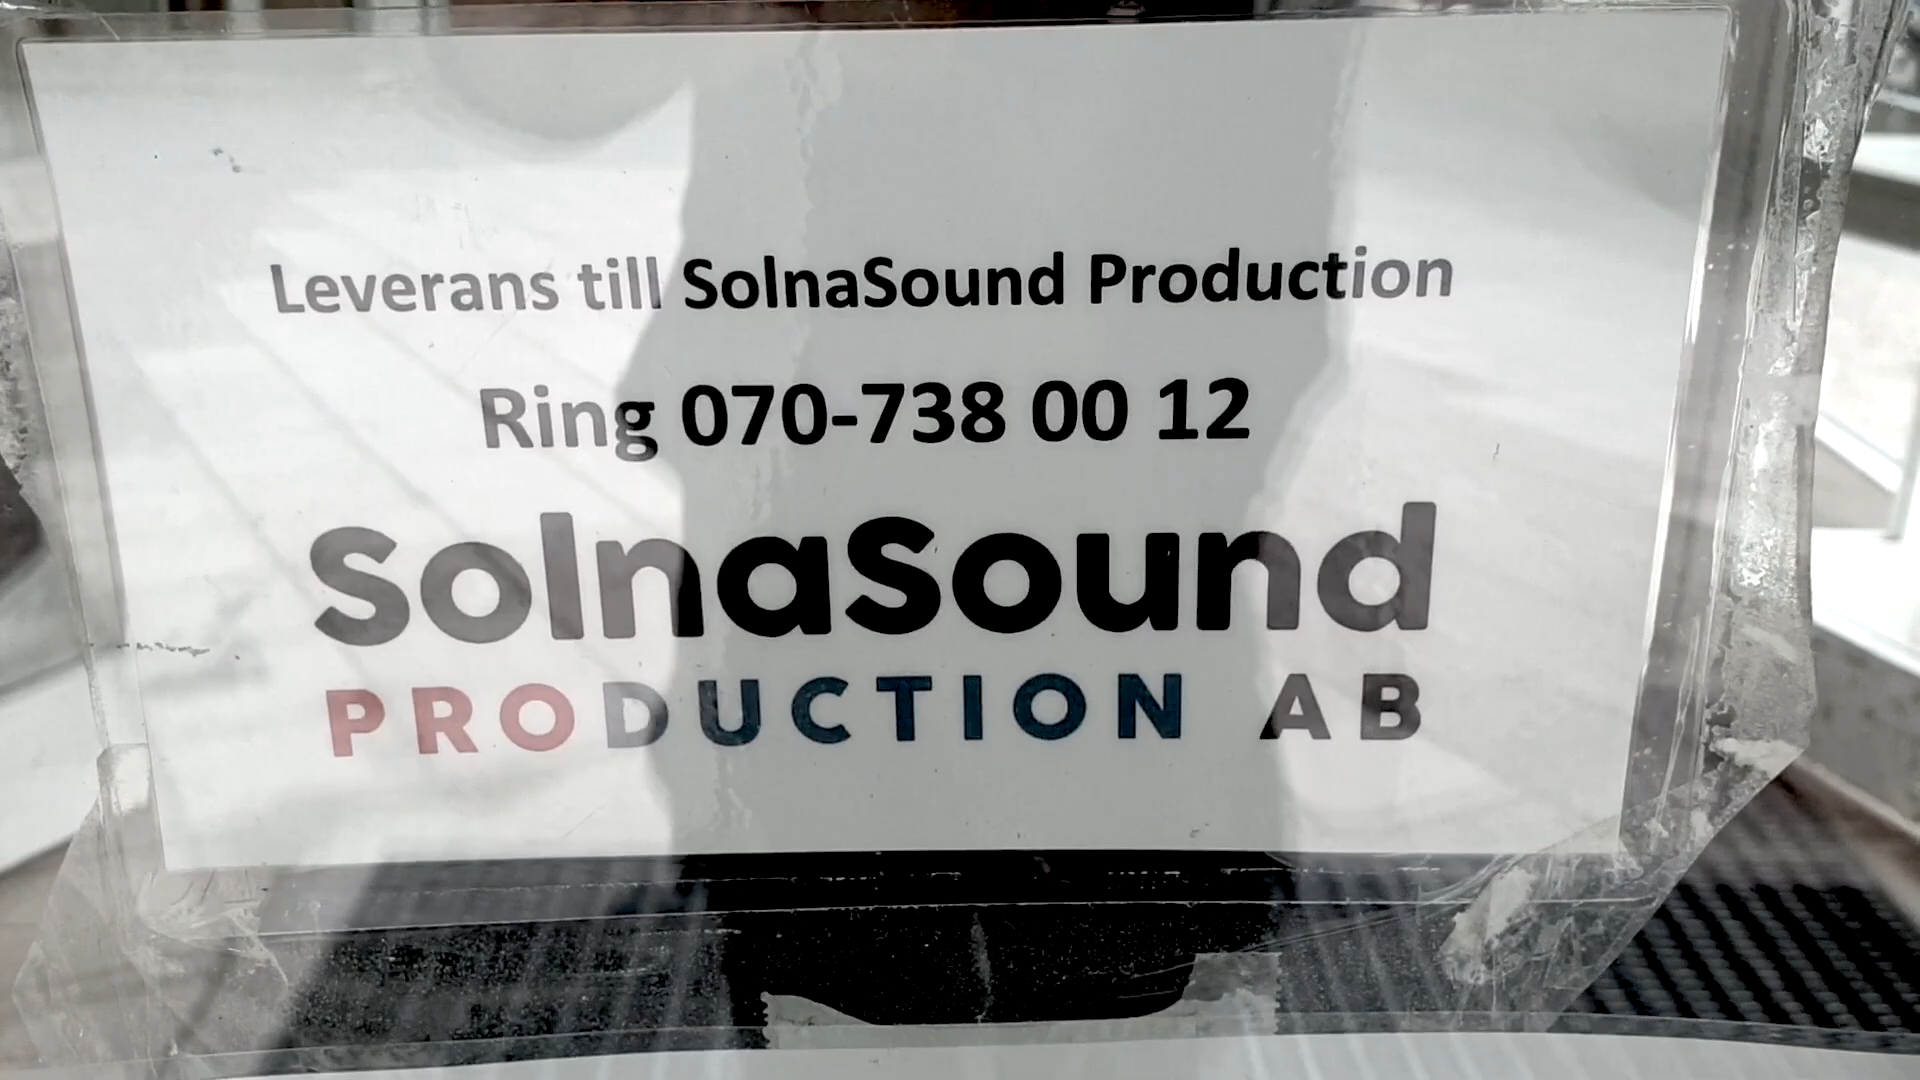 Leverans till SolnaSound Production
Ring 070-738 00 12
SolnaSound
PRODUCTION AB